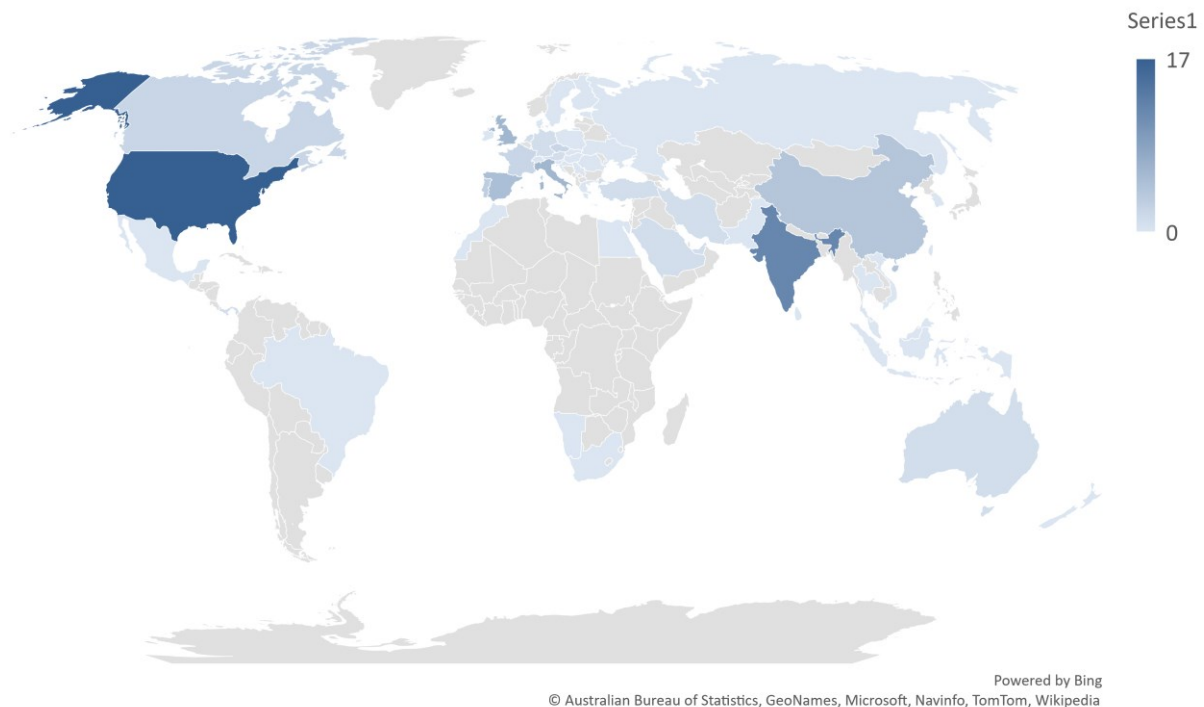 Series1
17
0
Powered by Bing
© Australian Bureau of Statistics, GeoNames, Microsoft, Navinfo, TomTom, Wikipedia